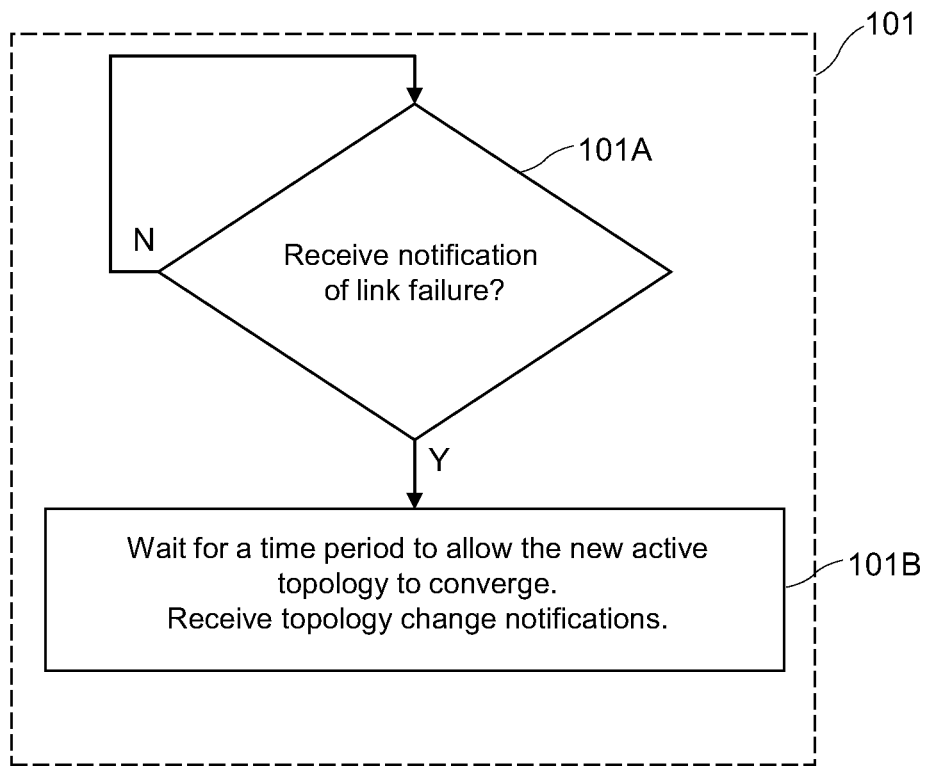 101
101A
N
Receive notification
of link failure?
Y
Wait for a time period to allow the new active
topology to converge.
Receive topology change notifications.
101B